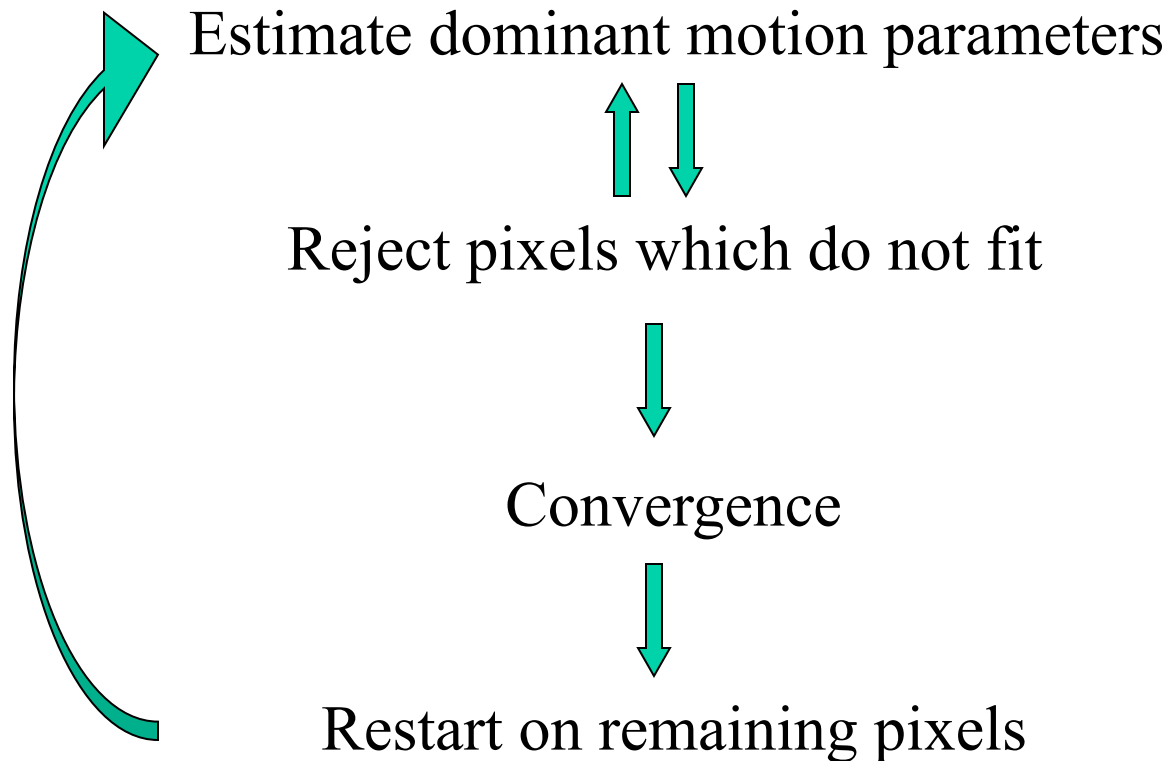 Estimate dominant motion parameters
Reject pixels which do not fit
Convergence
Restart on remaining pixels